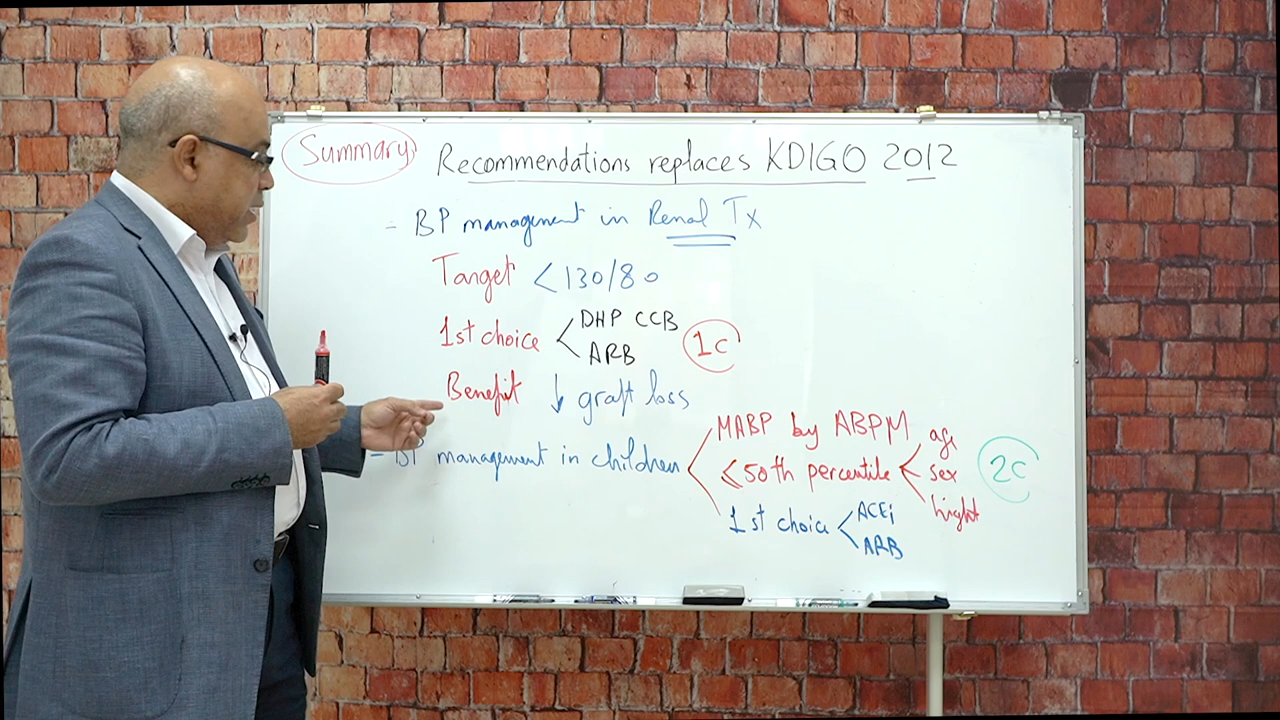 Summary Recommendations replaces KDIGO 2012
- BP management in Renal Tx
Target < 130/80
1st choice < DHP CCB
ARB
1C
Benefit ↓ graft loss
- BP management in children
MABP by ABPM
≤ 50th percentile < age
sex
hight
2C
1st choice < ACEi
ARB